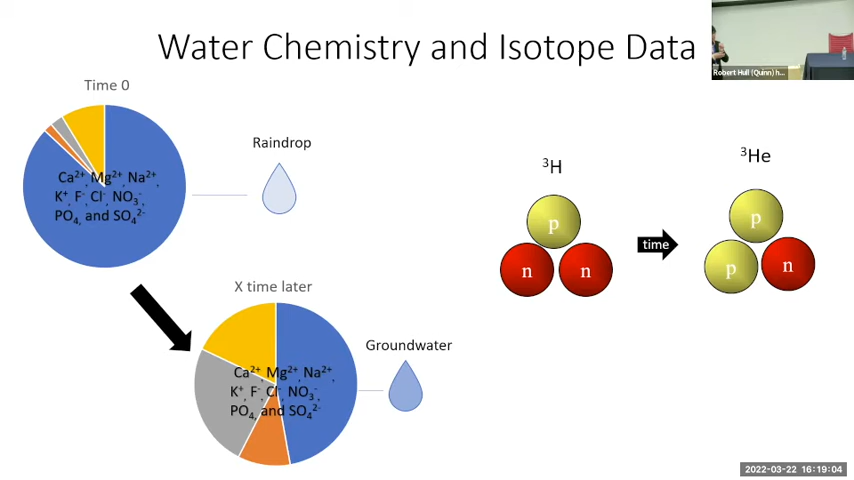 Water Chemistry and Isotope Data
Robert Hull (Quinn) h...
Time 0
Ca²⁺, Mg²⁺, Na²⁺,
K⁺, F⁻, Cl⁻, NO₃⁻,
PO₄, and SO₄²⁻
Raindrop
X time later
Ca²⁺, Mg²⁺, Na²⁺,
K⁺, F⁻, Cl⁻, NO₃⁻,
PO₄, and SO₄²⁻
Groundwater
³H
p
n n
time
³He
p
p n
2022-03-22 16:19:04